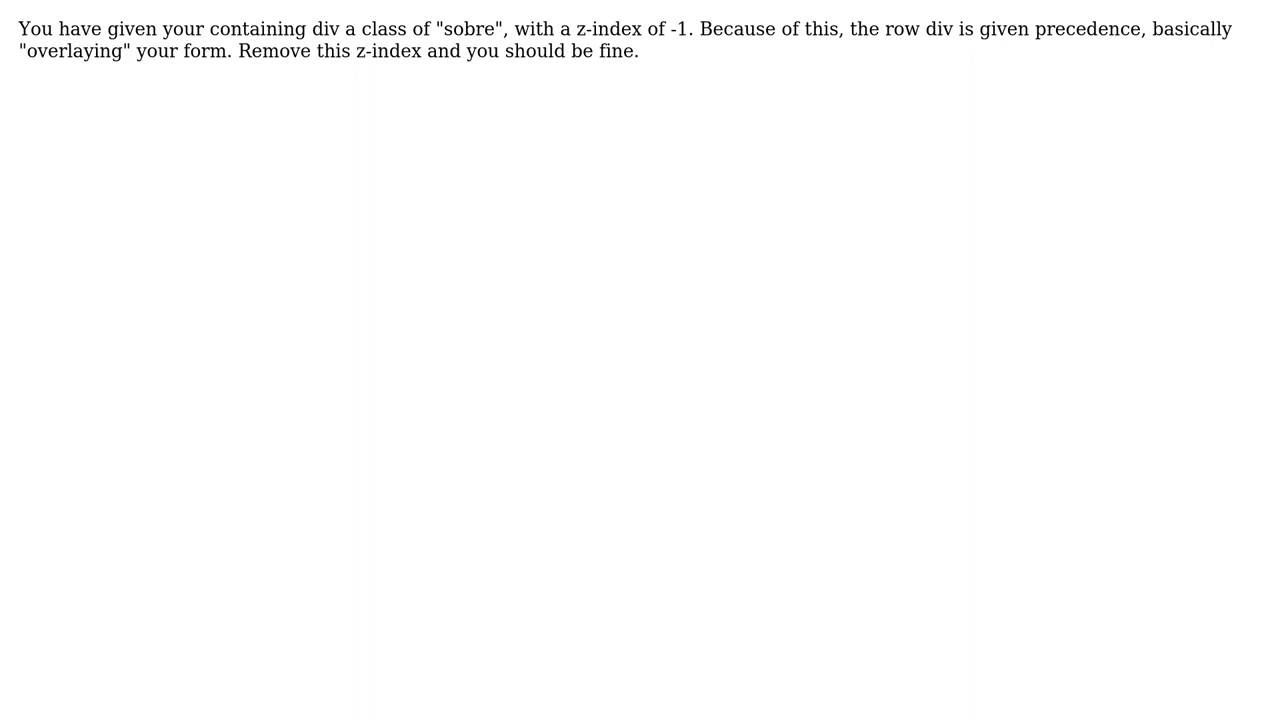 You have given your containing div a class of "sobre", with a z-index of -1. Because of this, the row div is given precedence, basically
"overlaying" your form. Remove this z-index and you should be fine.